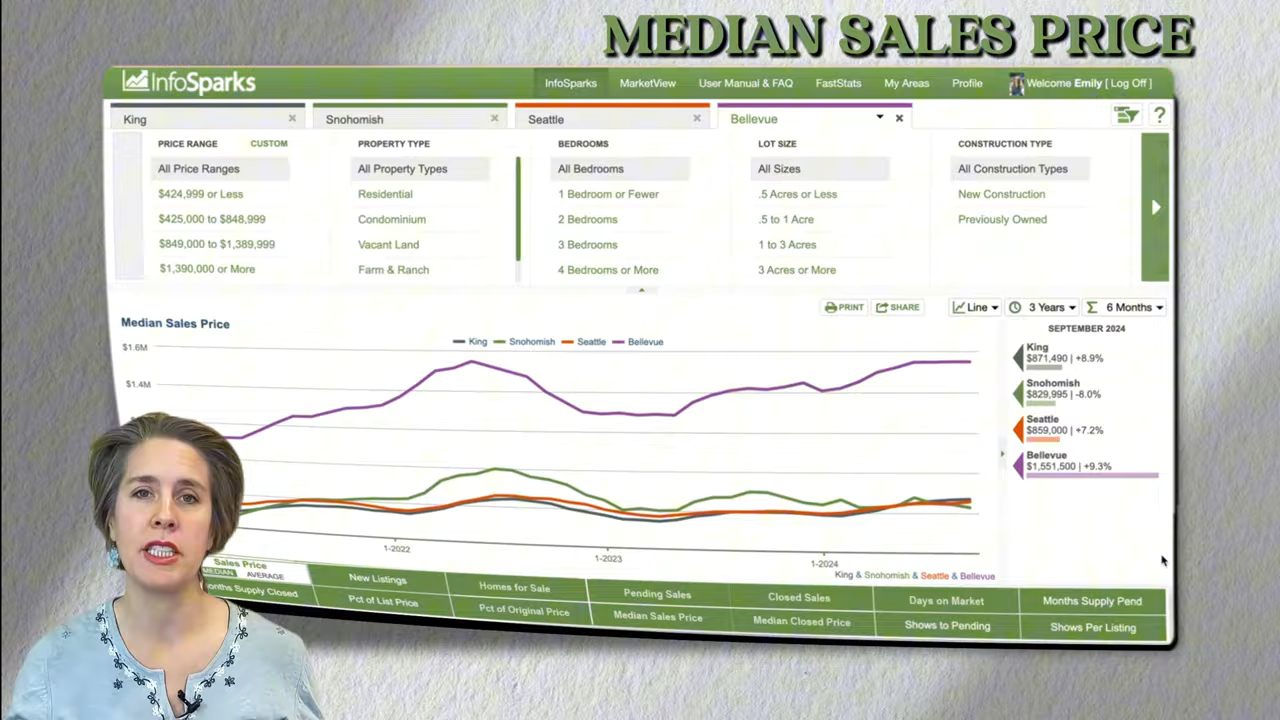 MEDIAN SALES PRICE
InfoSparks
InfoSparks MarketView User Manual & FAQ FastStats My Areas Profile Welcome Emily [ Log Off ]
King × Snohomish × Seattle × Bellevue ×
?
PRICE RANGE CUSTOM PROPERTY TYPE BEDROOMS LOT SIZE CONSTRUCTION TYPE
All Price Ranges All Property Types All Bedrooms All Sizes All Construction Types
$424,999 or Less Residential 1 Bedroom or Fewer .5 Acres or Less New Construction
$425,000 to $848,999 Condominium 2 Bedrooms .5 to 1 Acre Previously Owned
$849,000 to $1,389,999 Vacant Land 3 Bedrooms 1 to 3 Acres
$1,390,000 or More Farm & Ranch 4 Bedrooms or More 3 Acres or More
PRINT SHARE Line 3 Years Σ 6 Months
Median Sales Price
SEPTEMBER 2024
King Snohomish Seattle Bellevue
$1.6M
$1.4M
King
$871,490 | +8.9%
Snohomish
$829,995 | -8.0%
Seattle
$859,000 | +7.2%
Bellevue
$1,551,500 | +9.3%
1-2022 1-2023 1-2024
King & Snohomish & Seattle & Bellevue
Sales Price
MEDIAN AVERAGE
New Listings Homes for Sale Pending Sales Closed Sales Days on Market Months Supply Pend
onths Supply Closed Pct of List Price Pct of Original Price Median Sales Price Median Closed Price Shows to Pending Shows Per Listing